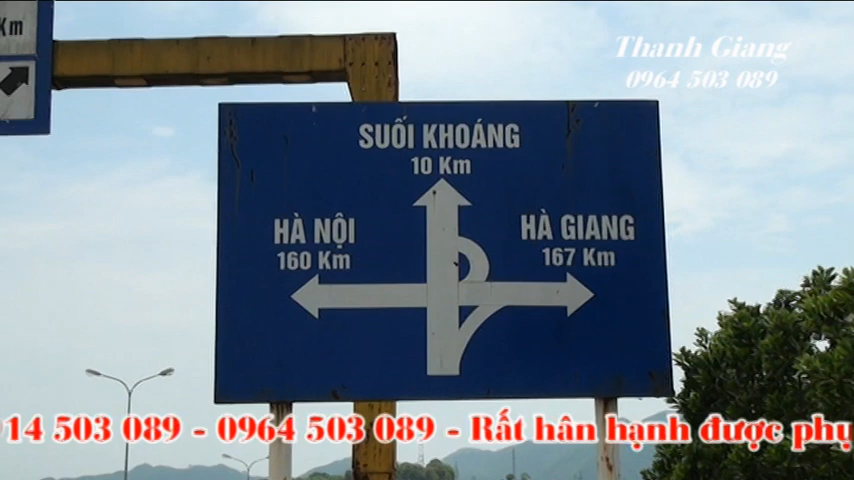 Km
Thanh Giang
0964 503 089
SUỐI KHOÁNG
10 Km
HÀ NỘI
160 Km
HÀ GIANG
167 Km
14 503 089 - 0964 503 089 - Rất hân hạnh được phụ